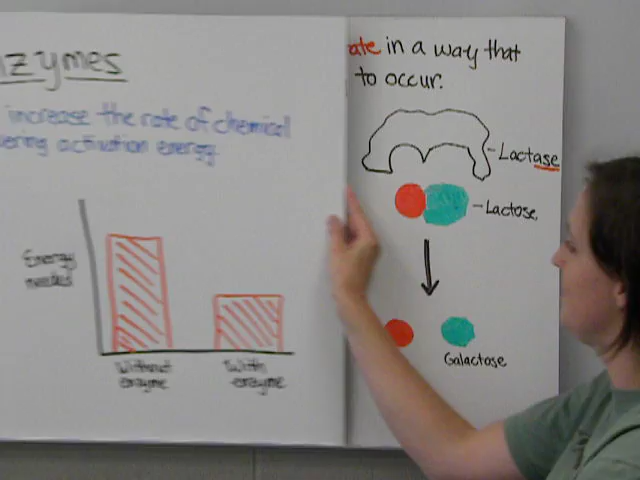 nzymes
increase the rate of chemical
ering activation energy.
Energy
needed
Without
enzyme
With
enzyme
ate in a way that
to occur.
Lactase
Lactose
Galactose